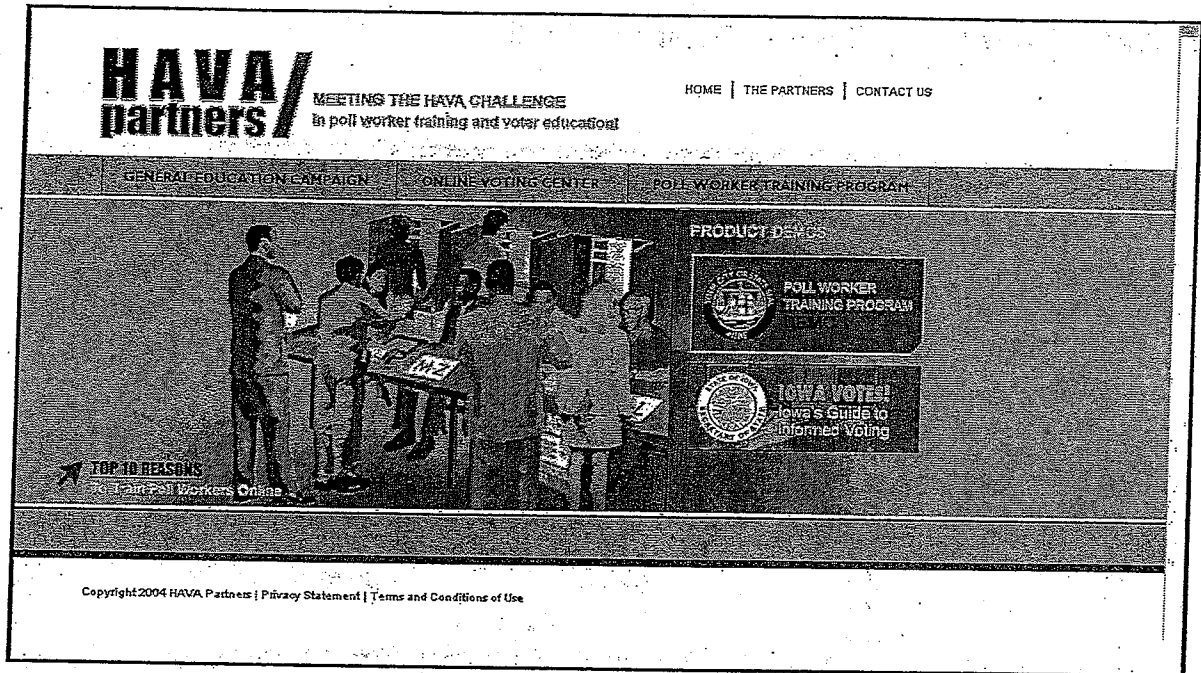 HAVA
partners
MEETING THE HAVA CHALLENGE
in poll worker training and voter education!
HOME | THE PARTNERS | CONTACT US
GENERAL EDUCATION CAMPAIGN
ONLINE VOTING CENTER
POLL WORKER TRAINING PROGRAM
PRODUCT DEMOS
POLL WORKER
TRAINING PROGRAM
IOWA VOTES!
Iowa's Guide to
Informed Voting
M-Z
TOP 10 REASONS
To Train Poll Workers Online
Copyright 2004 HAVA Partners | Privacy Statement | Terms and Conditions of Use